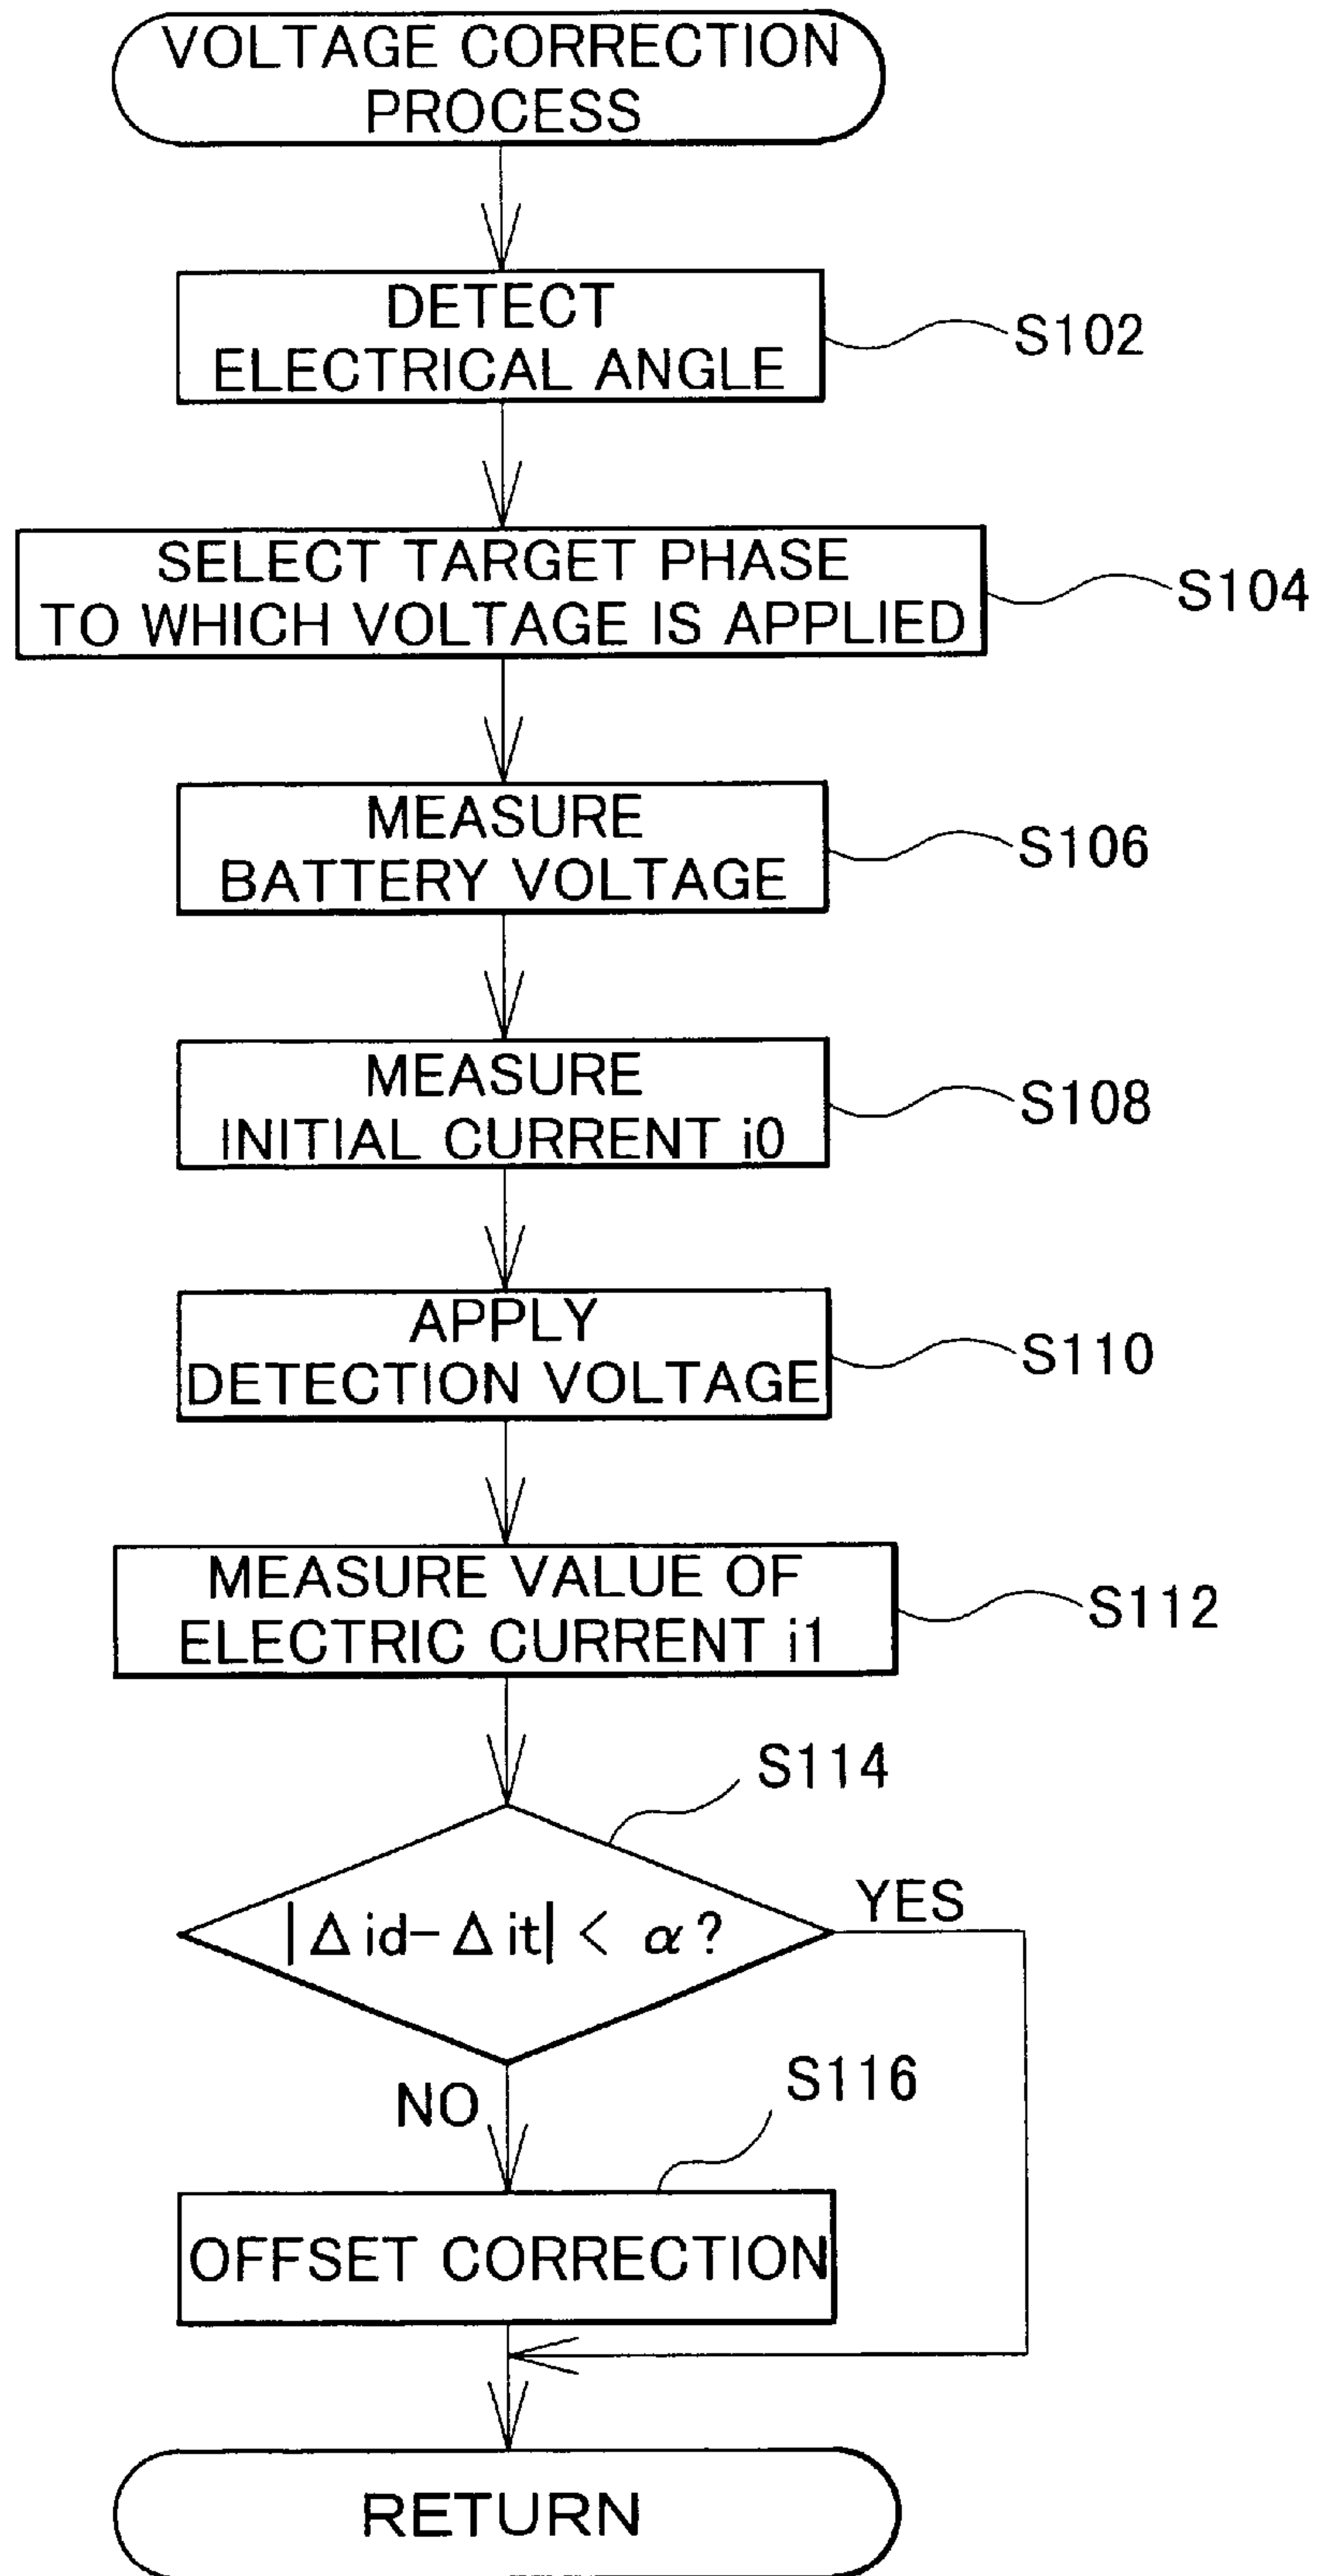 VOLTAGE CORRECTION
PROCESS
DETECT
ELECTRICAL ANGLE
S102
SELECT TARGET PHASE
TO WHICH VOLTAGE IS APPLIED
S104
MEASURE
BATTERY VOLTAGE
S106
MEASURE
INITIAL CURRENT i0
S108
APPLY
DETECTION VOLTAGE
S110
MEASURE VALUE OF
ELECTRIC CURRENT i1
S112
S114
|Δid-Δit| < α?
YES
NO
S116
OFFSET CORRECTION
RETURN